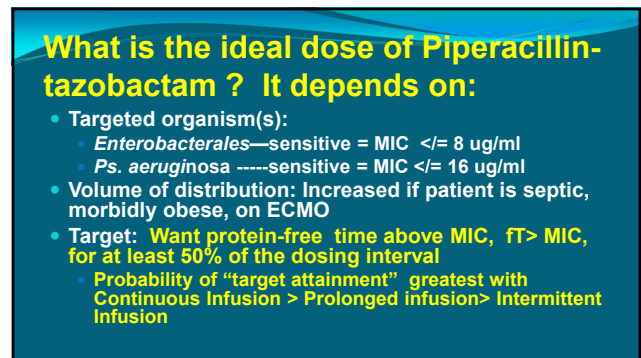 What is the ideal dose of Piperacillin-
tazobactam ? It depends on:
• Targeted organism(s):
• Enterobacterales—sensitive = MIC </= 8 ug/ml
• Ps. aeruginosa -----sensitive = MIC </= 16 ug/ml
• Volume of distribution: Increased if patient is septic,
morbidly obese, on ECMO
• Target: Want protein-free time above MIC, fT> MIC,
for at least 50% of the dosing interval
• Probability of “target attainment” greatest with
Continuous Infusion > Prolonged infusion> Intermittent
Infusion